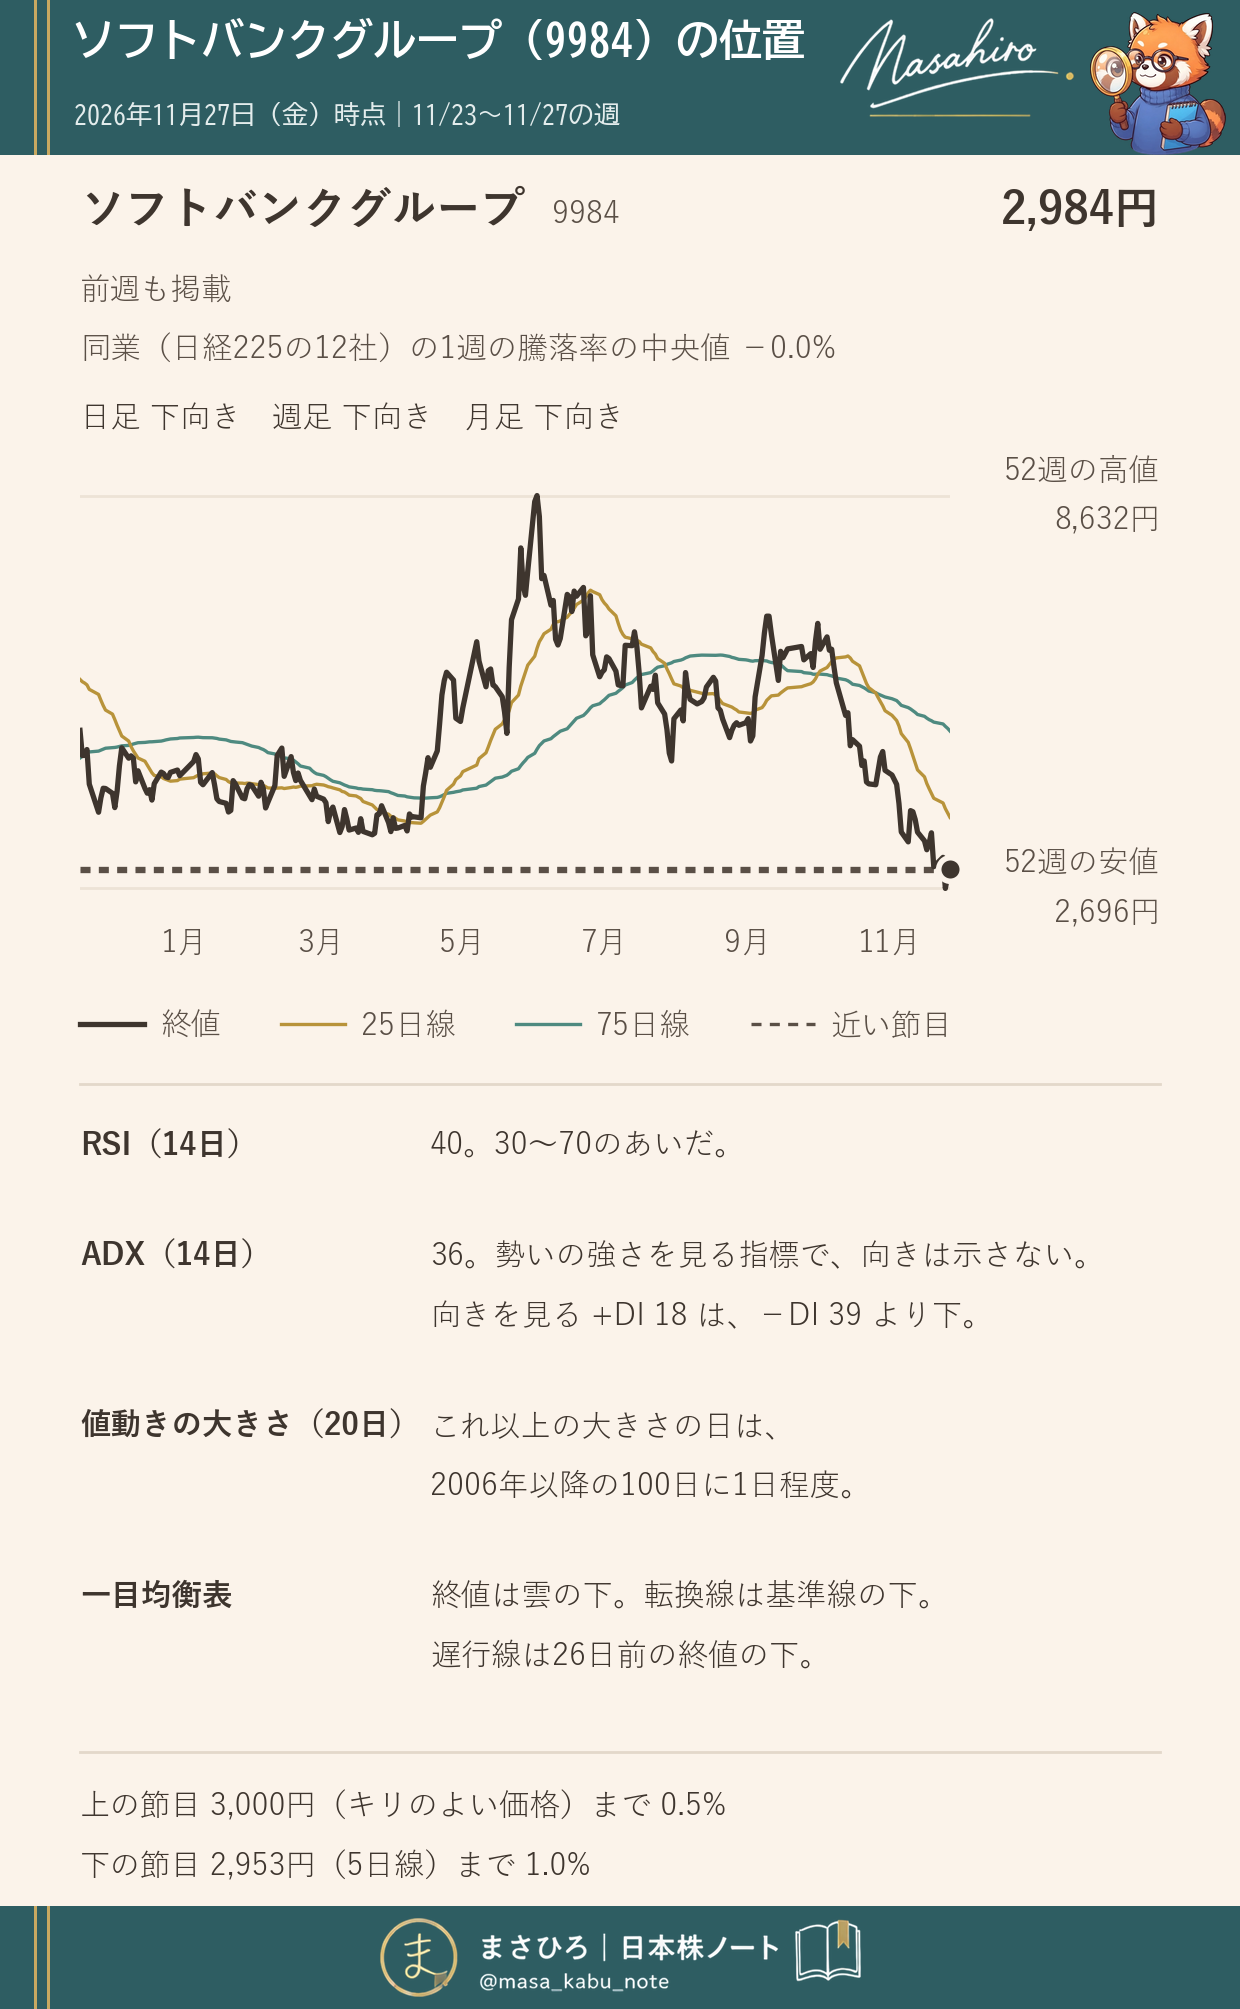 ソフトバンクグループ（9984）の位置
Masahiro
2026年11月27日（金）時点｜11/23〜11/27の週
ソフトバンクグループ 9984 2,984円
前週も掲載
同業（日経225の12社）の1週の騰落率の中央値 －0.0%
日足 下向き 週足 下向き 月足 下向き
52週の高値
8,632円
52週の安値
2,696円
1月 3月 5月 7月 9月 11月
終値 25日線 75日線 近い節目
RSI（14日） 40。30〜70のあいだ。
ADX（14日） 36。勢いの強さを見る指標で、向きは示さない。
向きを見る +DI 18 は、－DI 39 より下。
値動きの大きさ（20日） これ以上の大きさの日は、
2006年以降の100日に1日程度。
一目均衡表 終値は雲の下。転換線は基準線の下。
遅行線は26日前の終値の下。
上の節目 3,000円（キリのよい価格）まで 0.5%
下の節目 2,953円（5日線）まで 1.0%
ま まさひろ｜日本株ノート
@masa_kabu_note